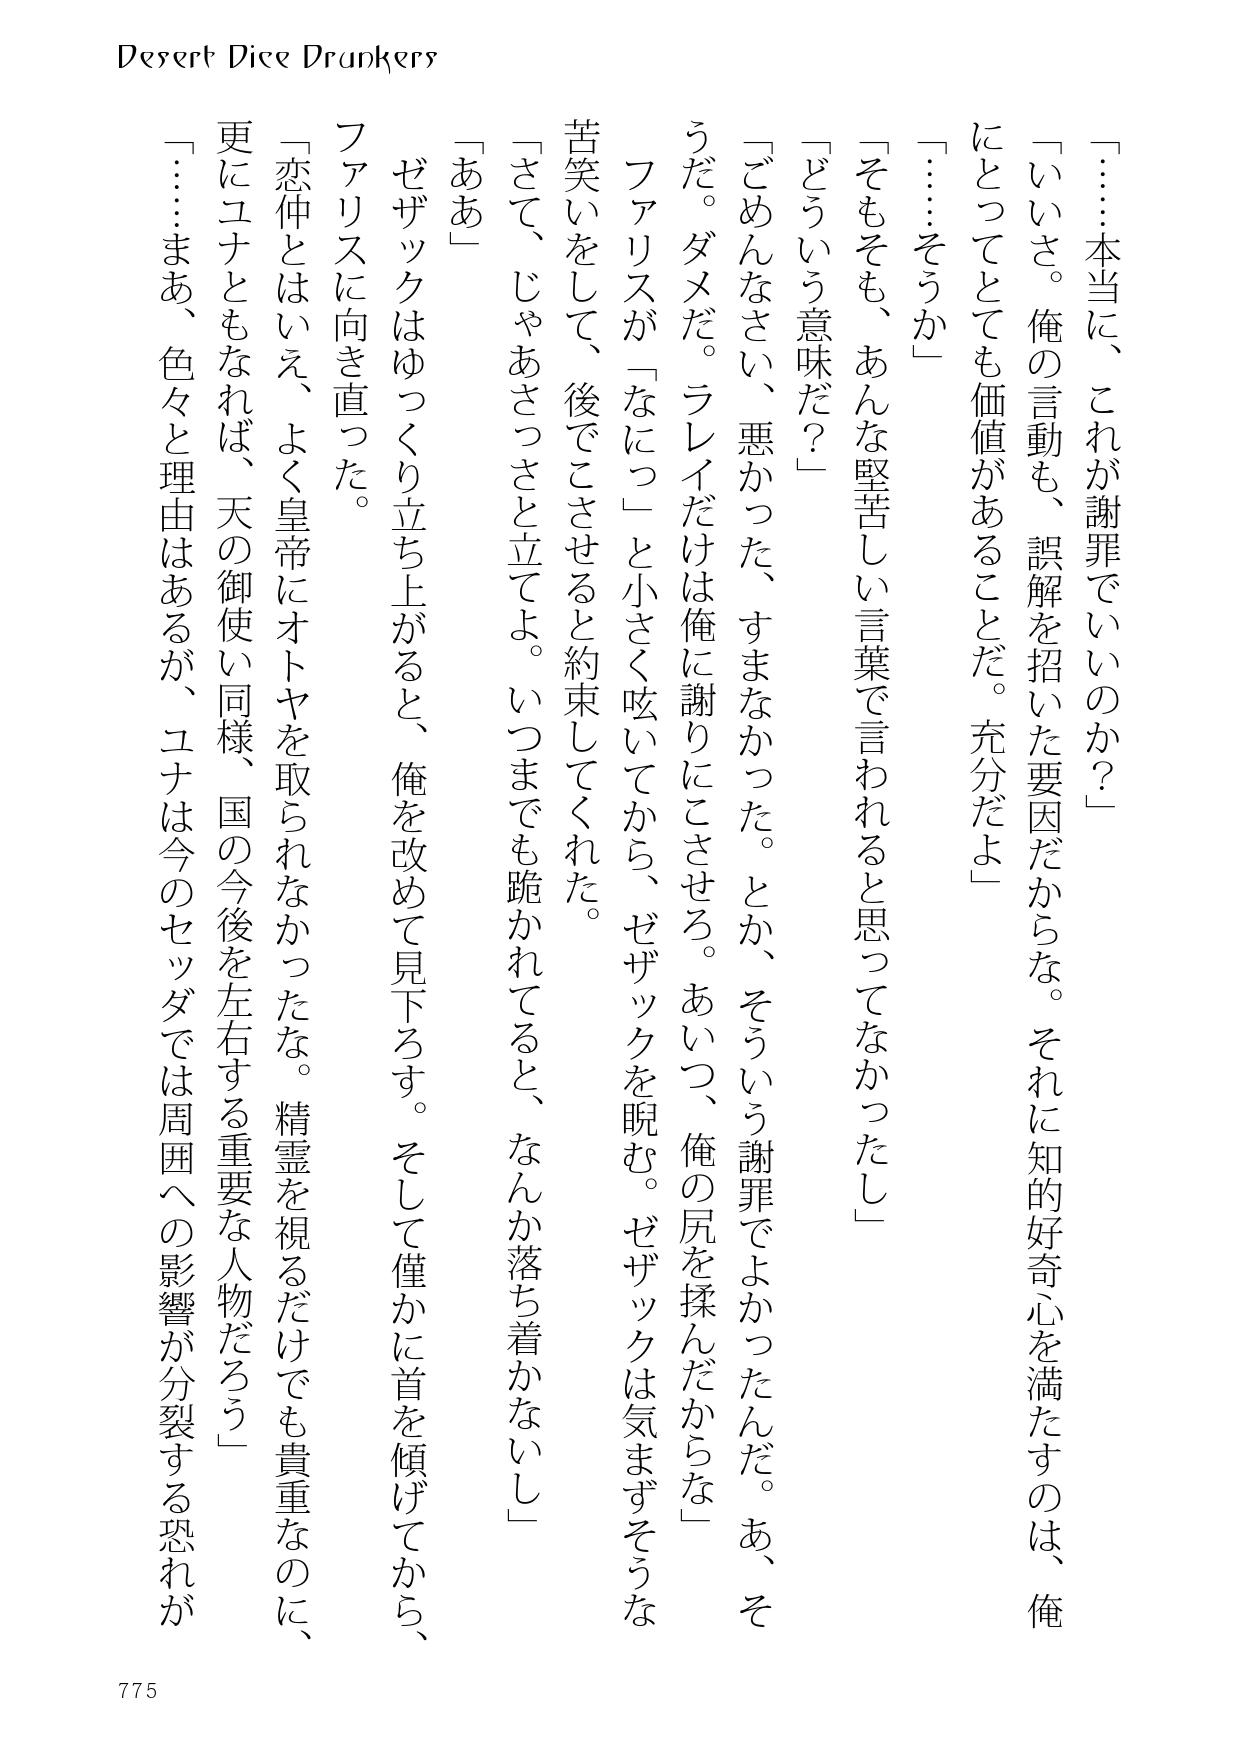 Desert Dice Drunkers
「……本当に、これが謝罪でいいのか？」
「いいさ。俺の言動も、誤解を招いた要因だからな。それに知的好奇心を満たすのは、俺
にとってとても価値があることだ。充分だよ」
「……そうか」
「そもそも、あんな堅苦しい言葉で言われると思ってなかったし」
「どういう意味だ？」
「ごめんなさい、悪かった、すまなかった。とか、そういう謝罪でよかったんだ。あ、そ
うだ。ダメだ。ラレイだけは俺に謝りにこさせろ。あいつ、俺の尻を揉んだからな」
　ファリスが「なにっ」と小さく呟いてから、ゼザックを睨む。ゼザックは気まずそうな
苦笑いをして、後でこさせると約束してくれた。
「さて、じゃあさっさと立てよ。いつまでも跪かれてると、なんか落ち着かないし」
「ああ」
　ゼザックはゆっくり立ち上がると、俺を改めて見下ろす。そして僅かに首を傾げてから、
ファリスに向き直った。
「恋仲とはいえ、よく皇帝にオトヤを取られなかったな。精霊を視るだけでも貴重なのに、
更にユナともなれば、天の御使い同様、国の今後を左右する重要な人物だろう」
「……まあ、色々と理由はあるが、ユナは今のセッダでは周囲への影響が分裂する恐れが
775